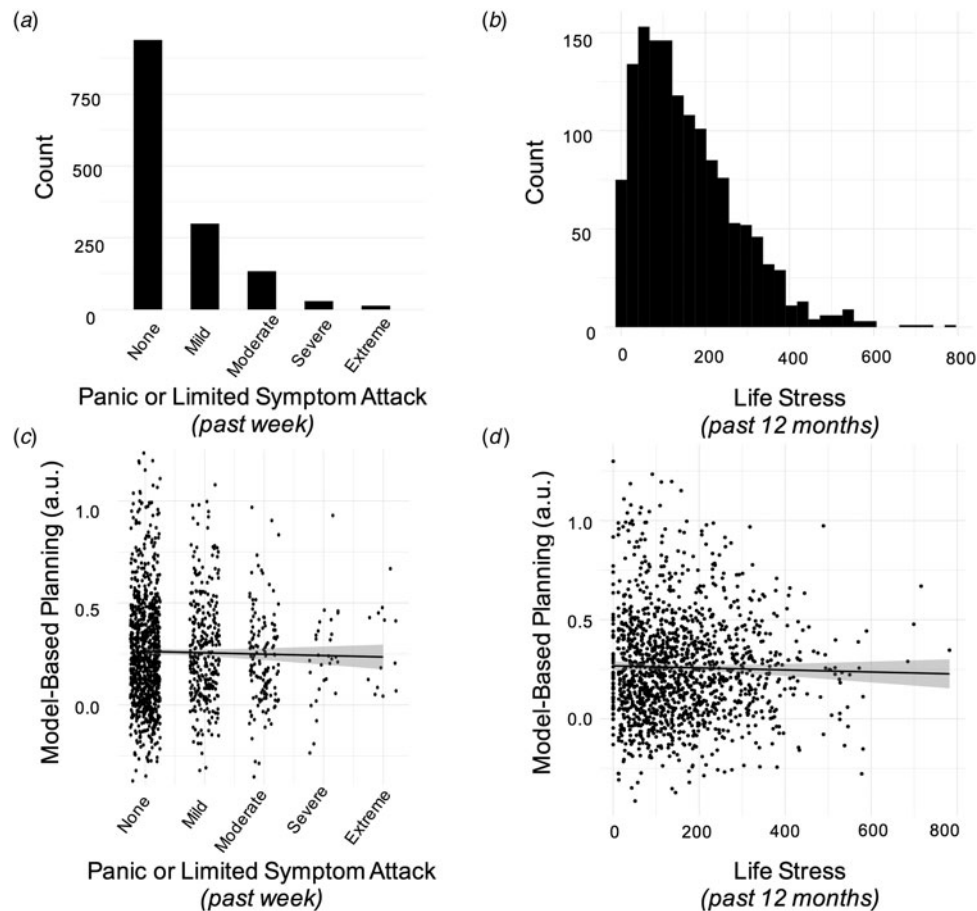 (a)
Count
750
500
250
0
None
Mild
Moderate
Severe
Extreme
Panic or Limited Symptom Attack
(past week)
(b)
Count
150
100
50
0
0
200
400
600
800
Life Stress
(past 12 months)
(c)
Model-Based Planning (a.u.)
1.0
0.5
0.0
None
Mild
Moderate
Severe
Extreme
Panic or Limited Symptom Attack
(past week)
(d)
Model-Based Planning (a.u.)
1.0
0.5
0.0
0
200
400
600
800
Life Stress
(past 12 months)